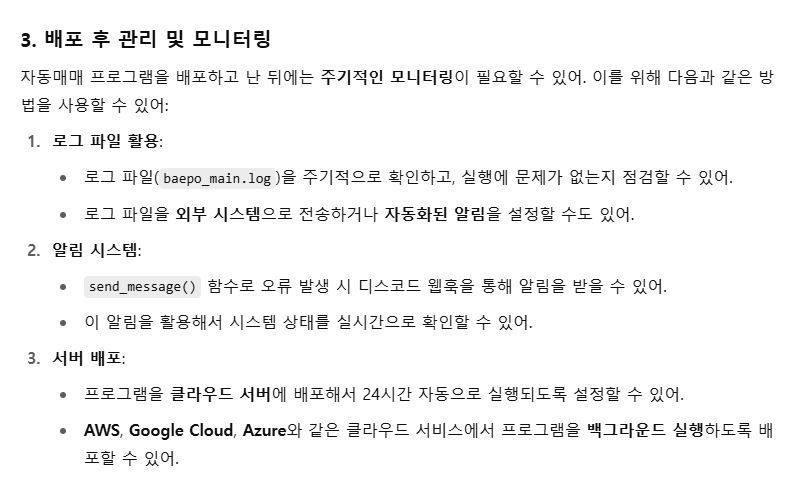 3. 배포 후 관리 및 모니터링
자동매매 프로그램을 배포하고 난 뒤에는 주기적인 모니터링이 필요할 수 있어. 이를 위해 다음과 같은 방
법을 사용할 수 있어:
1. 로그 파일 활용:
• 로그 파일(baepo_main.log)을 주기적으로 확인하고, 실행에 문제가 없는지 점검할 수 있어.
• 로그 파일을 외부 시스템으로 전송하거나 자동화된 알림을 설정할 수도 있어.
2. 알림 시스템:
• send_message() 함수로 오류 발생 시 디스코드 웹훅을 통해 알림을 받을 수 있어.
• 이 알림을 활용해서 시스템 상태를 실시간으로 확인할 수 있어.
3. 서버 배포:
• 프로그램을 클라우드 서버에 배포해서 24시간 자동으로 실행되도록 설정할 수 있어.
• AWS, Google Cloud, Azure와 같은 클라우드 서비스에서 프로그램을 백그라운드 실행하도록 배
포할 수 있어.